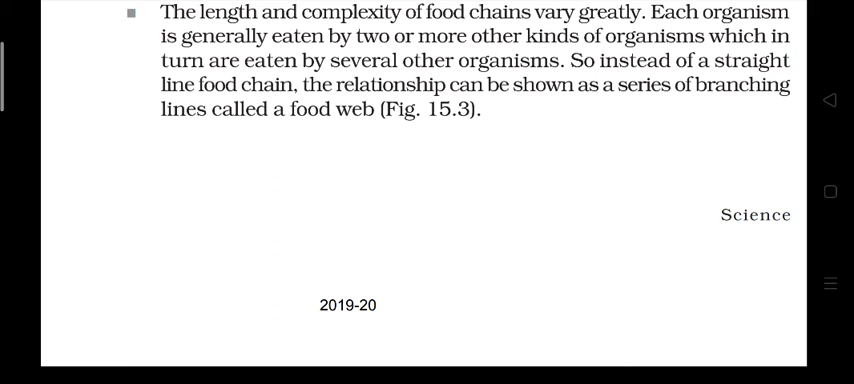 ▪ The length and complexity of food chains vary greatly. Each organism
is generally eaten by two or more other kinds of organisms which in
turn are eaten by several other organisms. So instead of a straight
line food chain, the relationship can be shown as a series of branching
lines called a food web (Fig. 15.3).
Science
2019-20